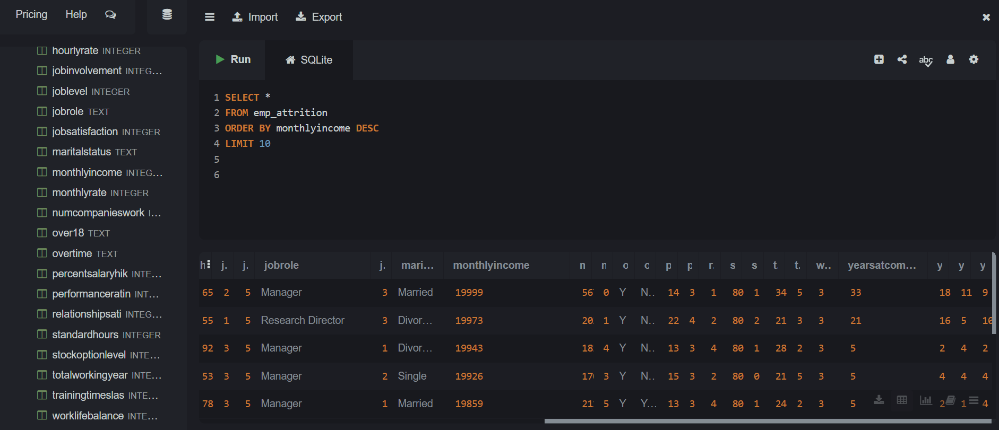 Pricing Help
hourlyrate INTEGER
jobinvolvement INTEG...
joblevel INTEGER
jobrole TEXT
jobsatisfaction INTEGER
maritalstatus TEXT
monthlyincome INTEG...
monthlyrate INTEGER
numcompanieswork I...
over18 TEXT
overtime TEXT
percentsalaryhik INTE...
performanceratin INT...
relationshipsati INTEG...
standardhours INTEGER
stockoptionlevel INTE...
totalworkingyear INTE...
trainingtimeslas INTE...
worklifebalance INTE...
Import Export
Run SQLite abc
1 SELECT *
2 FROM emp_attrition
3 ORDER BY monthlyincome DESC
4 LIMIT 10
5
6
h j. j. jobrole j. mari... monthlyincome n n o o p p r. s s t. t. w.. yearsatcom... y y y
65 2 5 Manager 3 Married 19999 56 0 Y N.. 14 3 1 80 1 34 5 3 33 18 11 9
55 1 5 Research Director 3 Divor... 19973 20 1 Y N.. 22 4 2 80 2 21 3 3 21 16 5 10
92 3 5 Manager 1 Divor... 19943 18 4 Y N.. 13 3 4 80 1 28 2 3 5 2 4 2
53 3 5 Manager 2 Single 19926 17 3 Y N.. 15 3 2 80 0 21 5 3 5 4 4 4
78 3 5 Manager 1 Married 19859 21 5 Y Y... 13 3 4 80 1 24 2 3 5 2 1 4